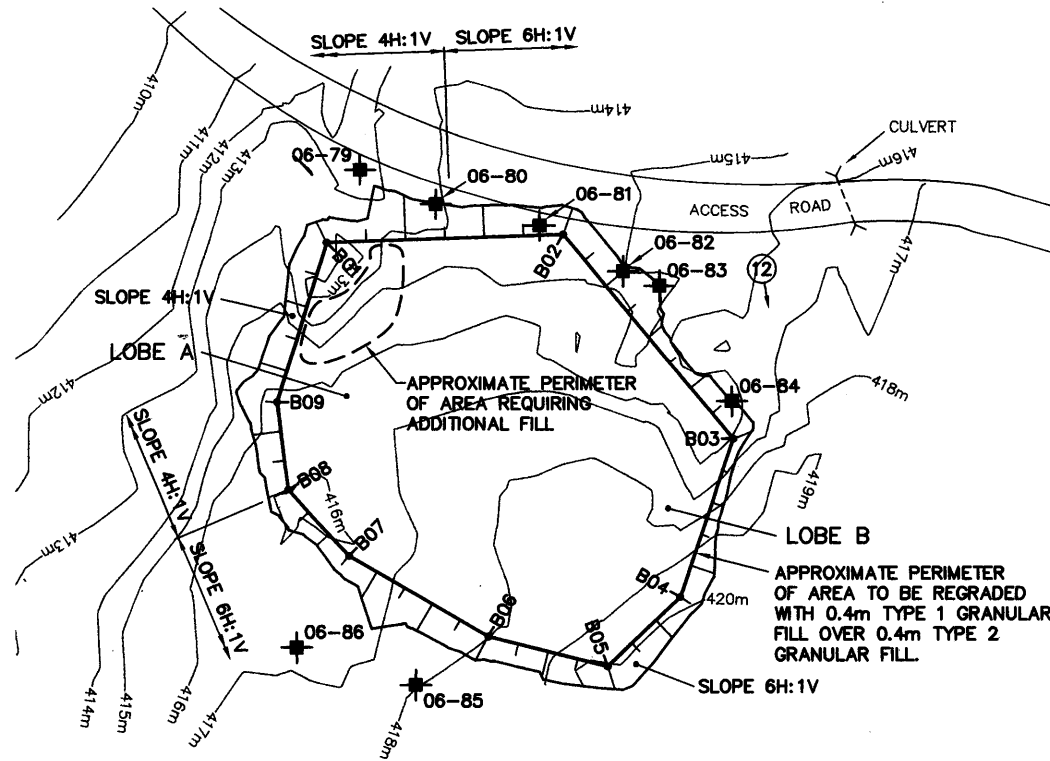 SLOPE 4H:1V
SLOPE 6H:1V
410m
411m
412m
413m
414m
415m
416m
CULVERT
06-79
06-80
06-81
06-82
06-83
ACCESS ROAD
417m
12
B01
B02
413m
SLOPE 4H:1V
LOBE A
412m
APPROXIMATE PERIMETER
OF AREA REQUIRING
ADDITIONAL FILL
418m
06-84
B09
B03
SLOPE 4H:1V
B08
416m
419m
413m
B07
LOBE B
SLOPE 6H:1V
APPROXIMATE PERIMETER
OF AREA TO BE REGRADED
WITH 0.4m TYPE 1 GRANULAR
FILL OVER 0.4m TYPE 2
GRANULAR FILL.
B04
420m
B06
B05
06-86
SLOPE 6H:1V
06-85
414m
415m
416m
417m
418m